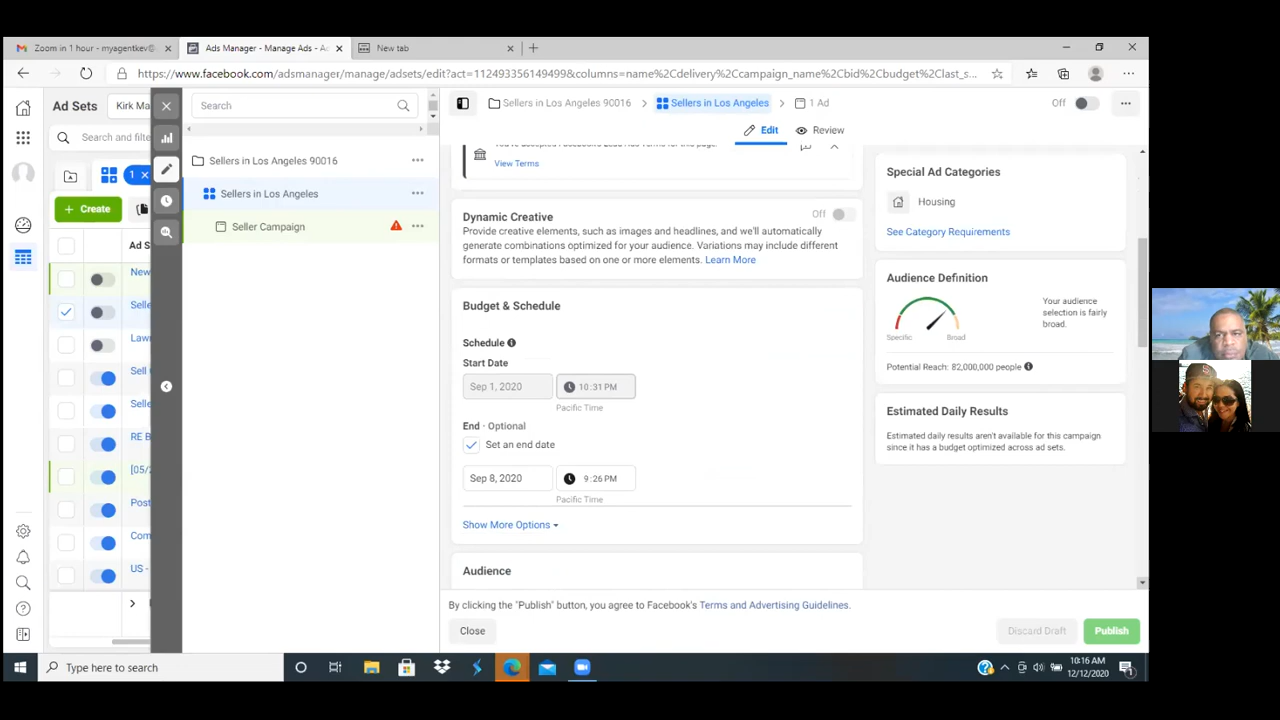 Zoom in 1 hour - myagentkev@
Ads Manager - Manage Ads - Ac
New tab
https://www.facebook.com/adsmanager/manage/adsets/edit?act=112493356149499&columns=name%2Cdelivery%2Ccampaign_name%2Cbid%2Cbudget%2Clast_s...
Ad Sets
Kirk Ma
Search and filte
1
Create
Ad S
New
Selle
Lawr
Sell
Selle
RE B
[05/2
Post
Com
US -
Search
Sellers in Los Angeles 90016
Sellers in Los Angeles
Seller Campaign
Sellers in Los Angeles 90016
Sellers in Los Angeles
1 Ad
Off
Edit
Review
View Terms
Dynamic Creative
Off
Provide creative elements, such as images and headlines, and we'll automatically
generate combinations optimized for your audience. Variations may include different
formats or templates based on one or more elements. Learn More
Budget & Schedule
Schedule
Start Date
Sep 1, 2020
10:31 PM
Pacific Time
End · Optional
Set an end date
Sep 8, 2020
9:26 PM
Pacific Time
Show More Options
Audience
Special Ad Categories
Housing
See Category Requirements
Audience Definition
Specific
Broad
Your audience
selection is fairly
broad.
Potential Reach: 82,000,000 people
Estimated Daily Results
Estimated daily results aren't available for this campaign
since it has a budget optimized across ad sets.
By clicking the "Publish" button, you agree to Facebook's Terms and Advertising Guidelines.
Close
Discard Draft
Publish
Type here to search
10:16 AM
12/12/2020